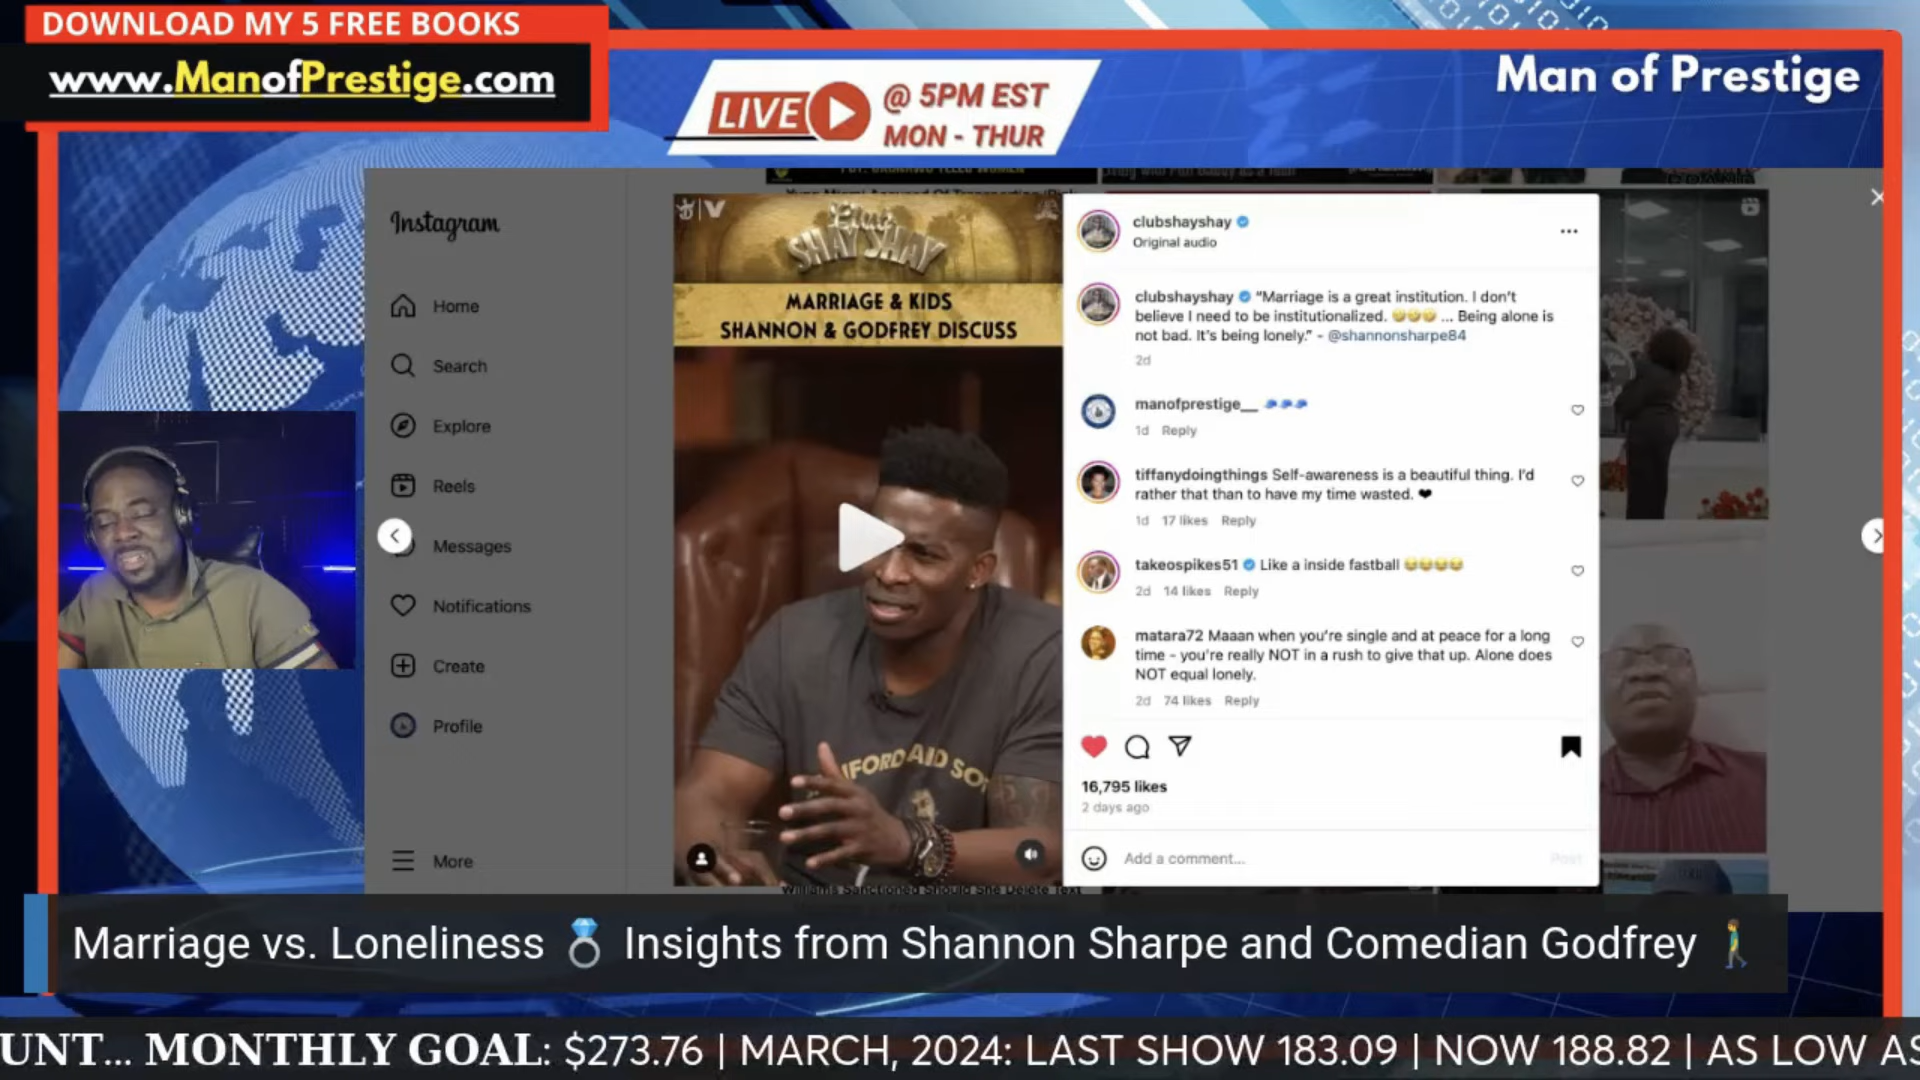 DOWNLOAD MY 5 FREE BOOKS
www.ManofPrestige.com
LIVE @ 5PM EST
MON - THUR
Man of Prestige
Instagram
Home
Search
Explore
Reels
Messages
Notifications
Create
Profile
More
Club
SHAY SHAY
MARRIAGE & KIDS
SHANNON & GODFREY DISCUSS
clubshayshay
Original audio
clubshayshay "Marriage is a great institution. I don't
believe I need to be institutionalized. 🤣🤣🤣 ... Being alone is
not bad. It's being lonely." - @shannonsharpe84
2d
manofprestige__ 🧢🧢🧢
1d Reply
tiffanydoingthings Self-awareness is a beautiful thing. I'd
rather that than to have my time wasted. ❤
1d 17 likes Reply
takeospikes51 Like a inside fastball 😂😂😂😂
2d 14 likes Reply
matara72 Maaan when you're single and at peace for a long
time - you're really NOT in a rush to give that up. Alone does
NOT equal lonely.
2d 74 likes Reply
16,795 likes
2 days ago
Add a comment...
Post
Marriage vs. Loneliness 💍 Insights from Shannon Sharpe and Comedian Godfrey 🚶‍♂️
UNT... MONTHLY GOAL: $273.76 | MARCH, 2024: LAST SHOW 183.09 | NOW 188.82 | AS LOW AS